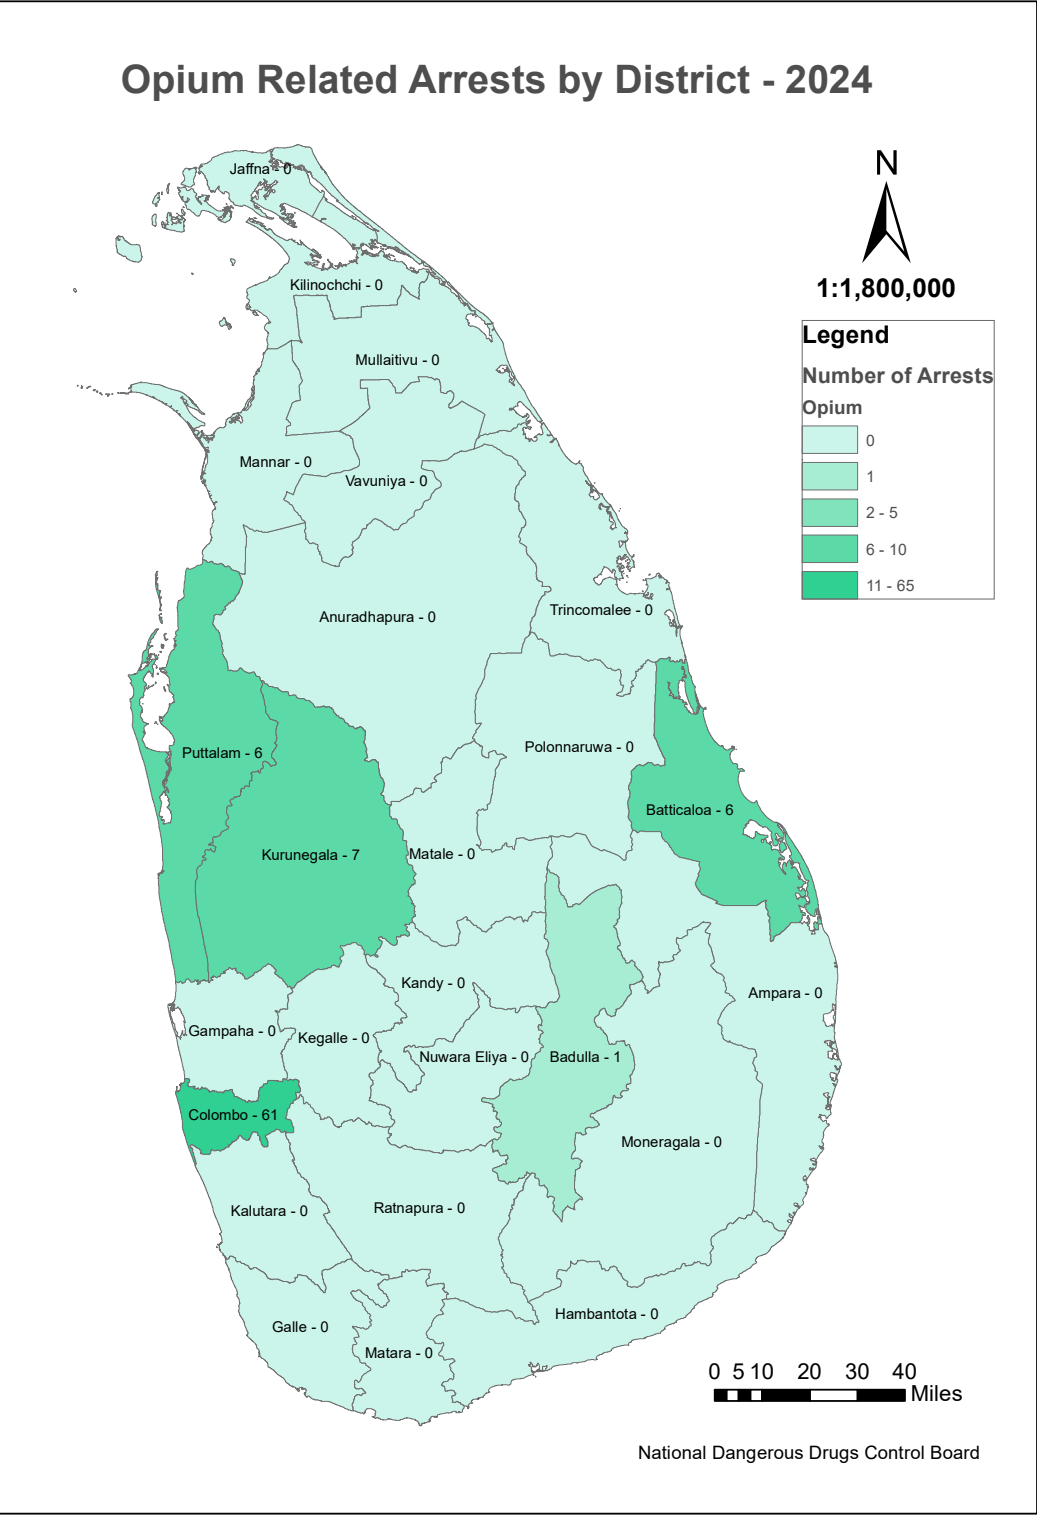 Opium Related Arrests by District - 2024
N
1:1,800,000
Legend
Number of Arrests
Opium
0
1
2 - 5
6 - 10
11 - 65
Jaffna - 0
Kilinochchi - 0
Mullaitivu - 0
Mannar - 0
Vavuniya - 0
Anuradhapura - 0
Trincomalee - 0
Puttalam - 6
Polonnaruwa - 0
Batticaloa - 6
Kurunegala - 7
Matale - 0
Kandy - 0
Ampara - 0
Gampaha - 0
Kegalle - 0
Nuwara Eliya - 0
Badulla - 1
Colombo - 61
Moneragala - 0
Kalutara - 0
Ratnapura - 0
Hambantota - 0
Galle - 0
Matara - 0
0 5 10 20 30 40
Miles
National Dangerous Drugs Control Board